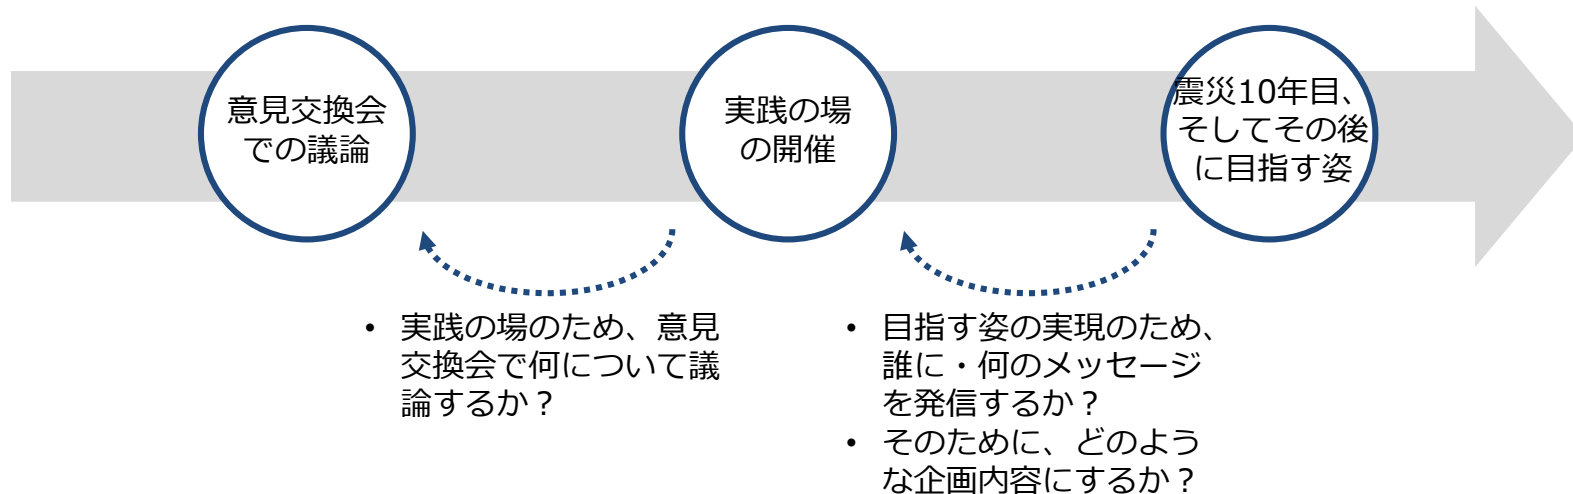 意見交換会
での議論
実践の場
の開催
震災10年目、
そしてその後
に目指す姿
• 実践の場のため、意見
交換会で何について議
論するか？
• 目指す姿の実現のため、
誰に・何のメッセージ
を発信するか？
• そのために、どのよう
な企画内容にするか？